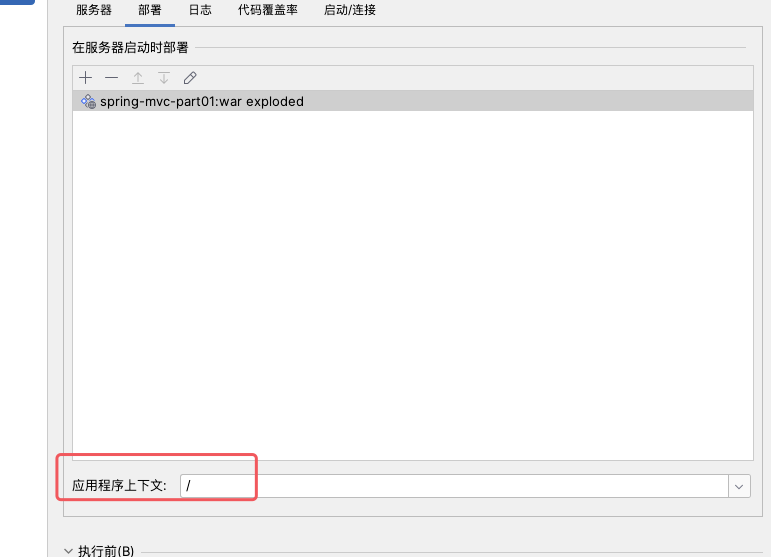 服务器 部署 日志 代码覆盖率 启动/连接
在服务器启动时部署
spring-mvc-part01:war exploded
应用程序上下文: /
执行前(B)